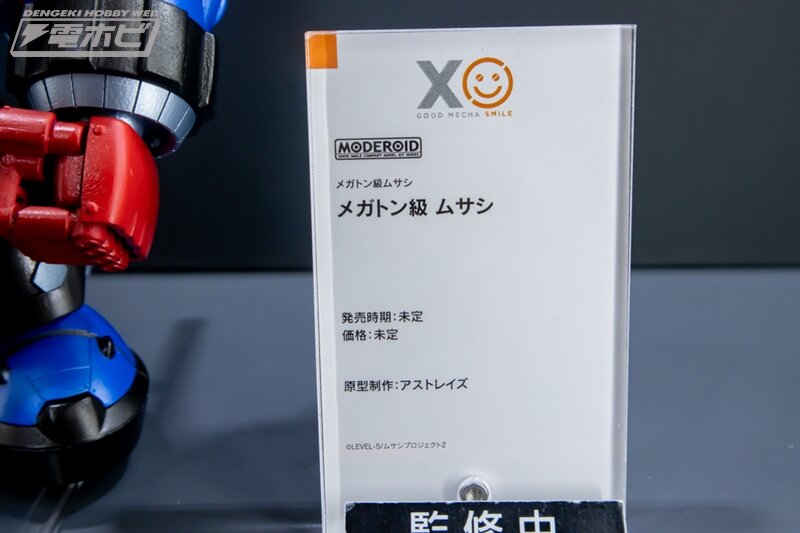 DENGEKI HOBBY WEB
電ホビ
XO
GOOD MECHA SMILE
MODEROID
GOOD SMILE COMPANY MODEL KIT SERIES
メガトン級ムサシ
メガトン級 ムサシ
発売時期:未定
価格:未定
原型制作:アストレイズ
©LEVEL-5/ムサシプロジェクト2
監修中